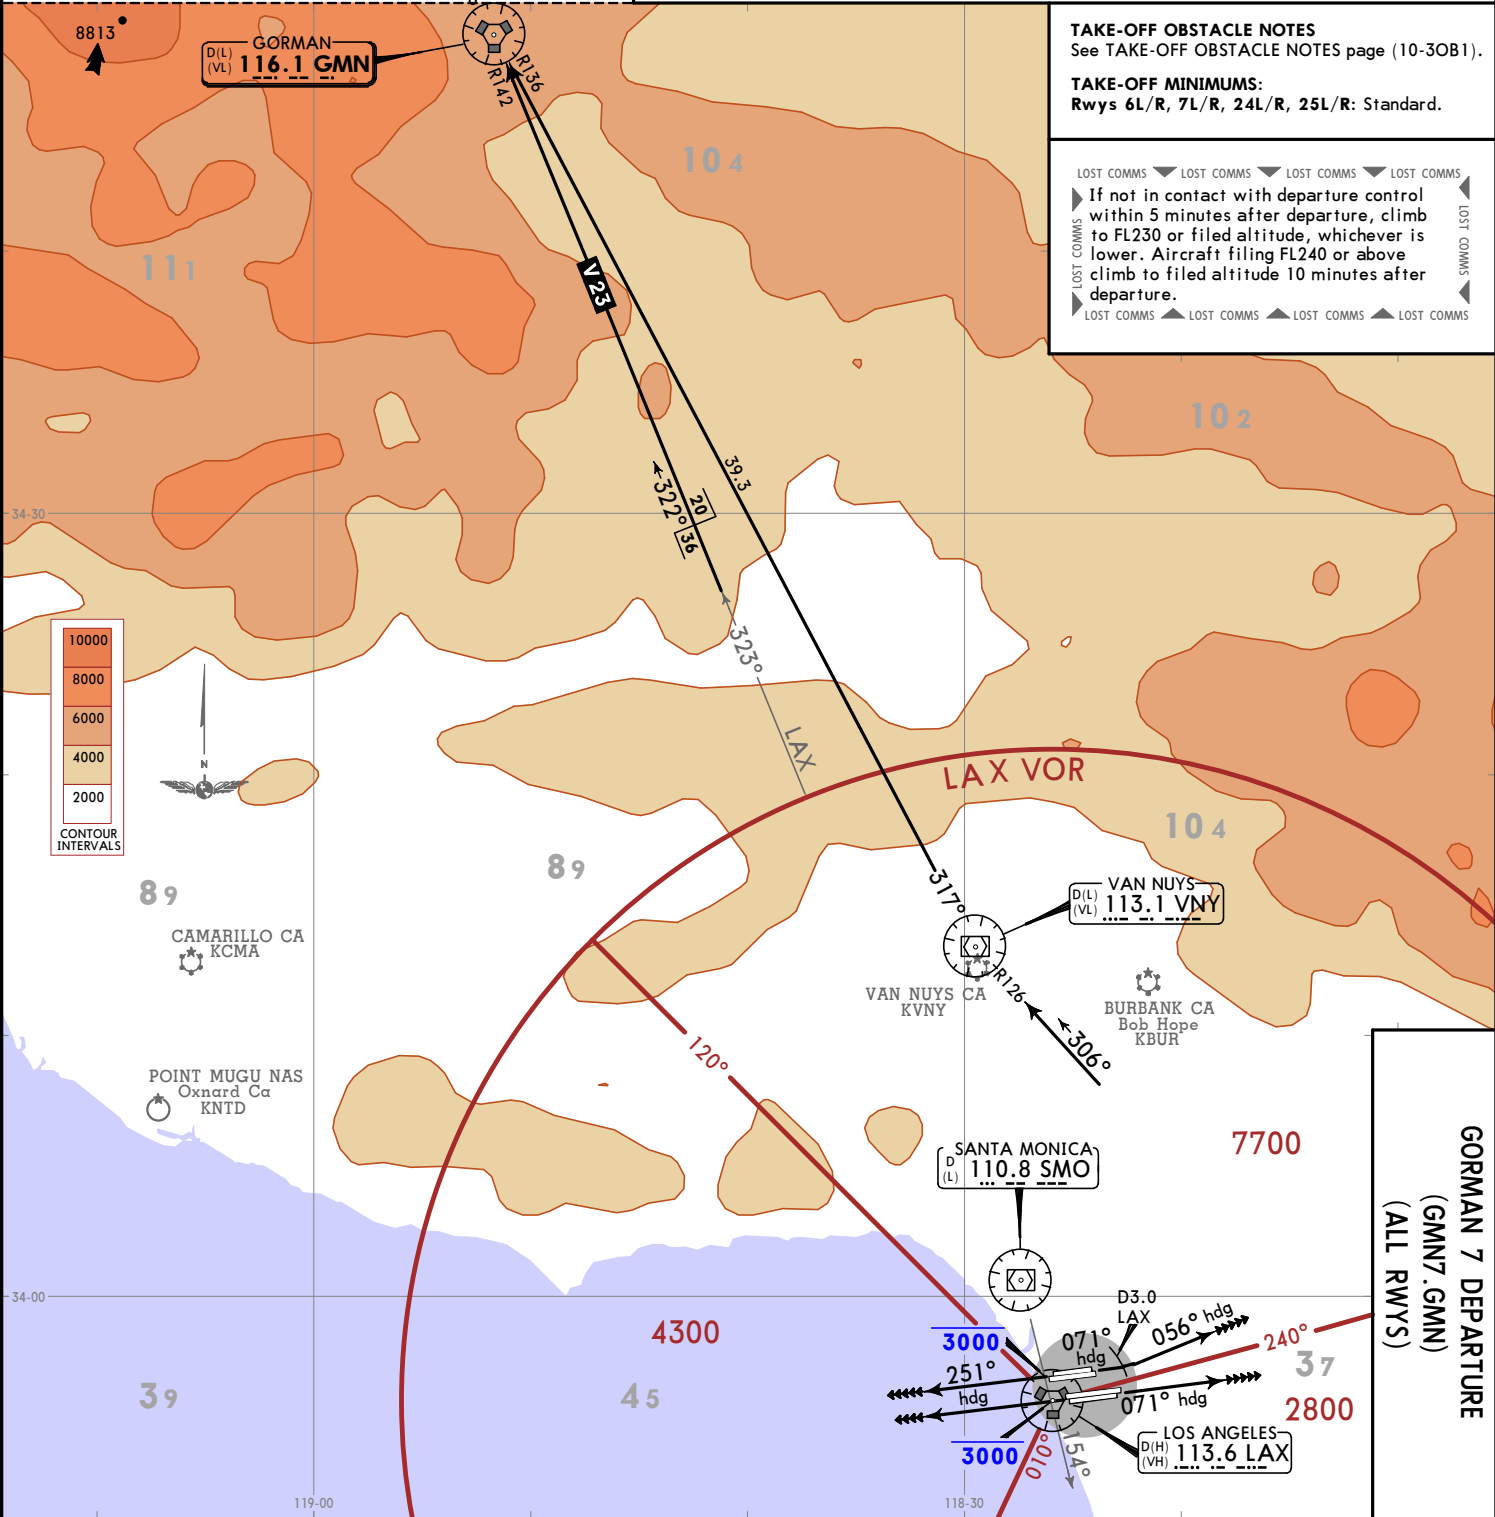 TAKE-OFF OBSTACLE NOTES
See TAKE-OFF OBSTACLE NOTES page (10-3OB1).
TAKE-OFF MINIMUMS:
Rwys 6L/R, 7L/R, 24L/R, 25L/R: Standard.
LOST COMMS LOST COMMS LOST COMMS LOST COMMS
LOST COMMS
LOST COMMS
If not in contact with departure control
within 5 minutes after departure, climb
to FL230 or filed altitude, whichever is
lower. Aircraft filing FL240 or above
climb to filed altitude 10 minutes after
departure.
LOST COMMS LOST COMMS LOST COMMS LOST COMMS
8813
GORMAN
D(L)
(VL)
116.1 GMN
R136
R142
104
111
V 23
102
39.3
322°
20
36
34-30
323°
LAX
10000
8000
6000
4000
2000
CONTOUR
INTERVALS
N
LAX VOR
104
89
89
317°
VAN NUYS
D(L)
(VL)
113.1 VNY
CAMARILLO CA
KCMA
VAN NUYS CA
KVNY
R126
306°
BURBANK CA
Bob Hope
KBUR
120°
POINT MUGU NAS
Oxnard Ca
KNTD
7700
SANTA MONICA
D
(L)
110.8 SMO
GORMAN 7 DEPARTURE
(GMN7.GMN)
(ALL RWYS)
34-00
4300
3000
D3.0
LAX
071°
hdg
056° hdg
240°
37
251°
hdg
071° hdg
2800
39
45
3000
010°
154°
LOS ANGELES
D(H)
(VH)
113.6 LAX
119-00
118-30